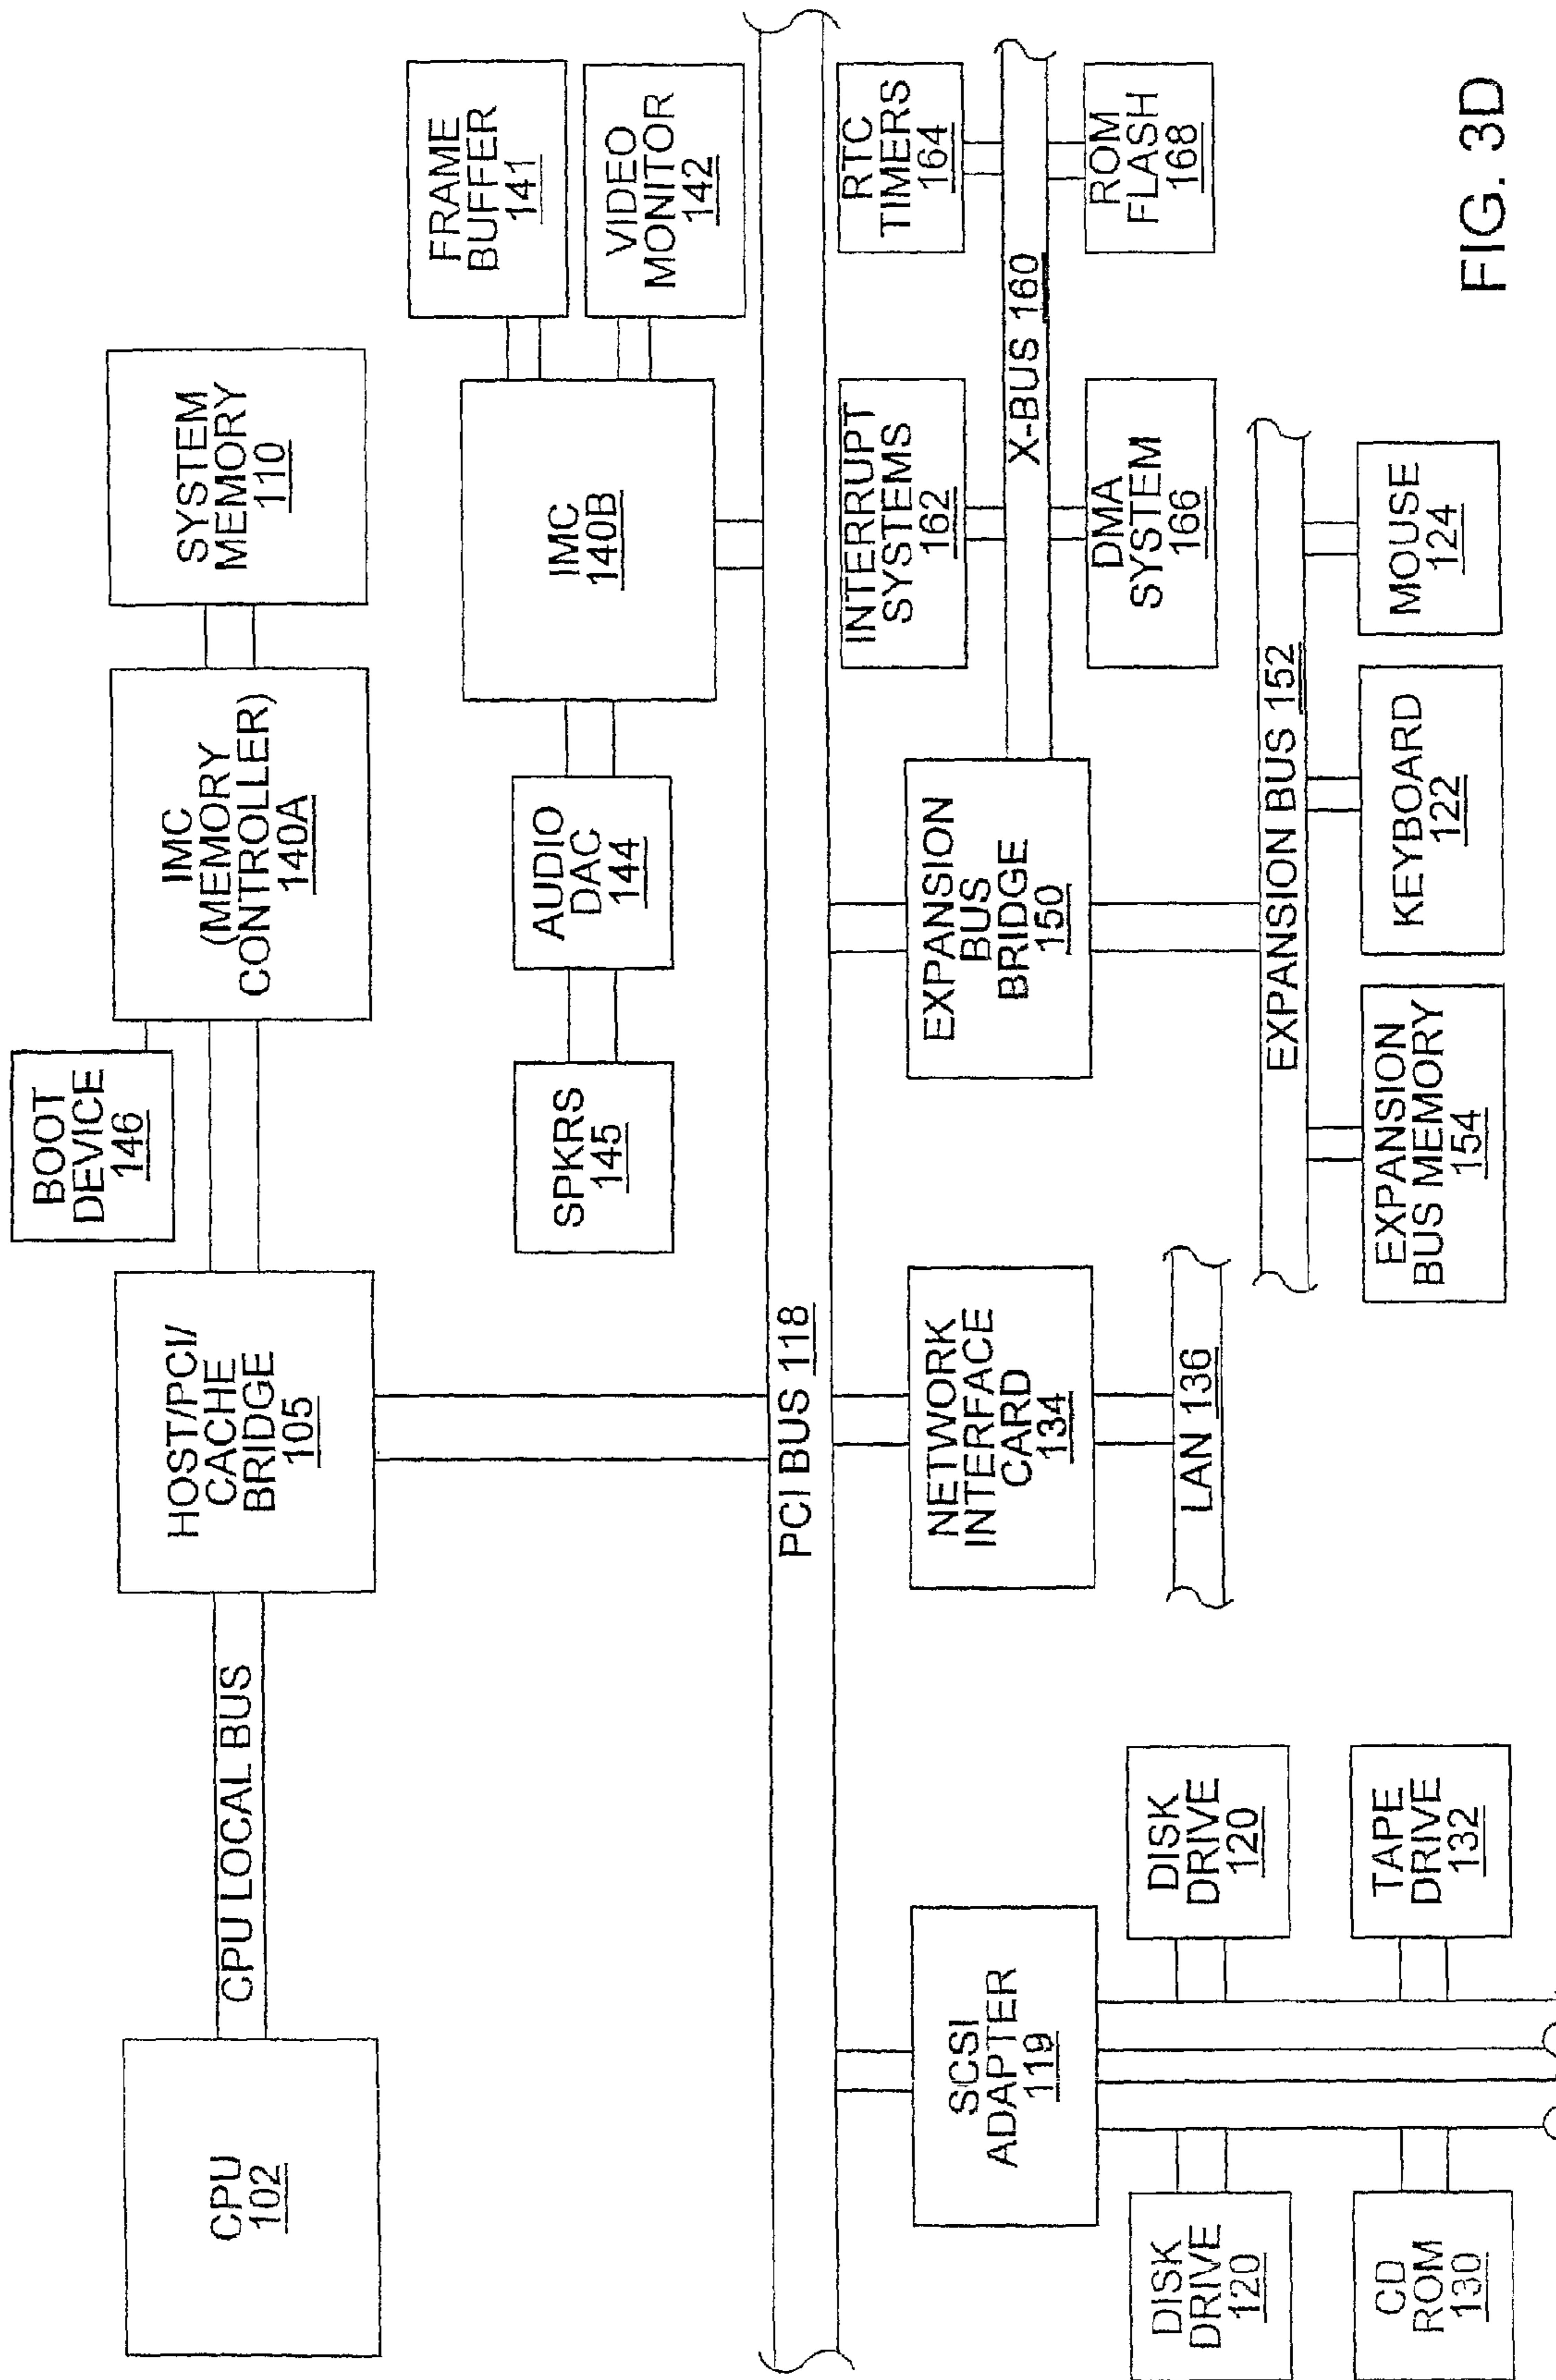 CPU
102
CPU LOCAL BUS
HOST/PCI/
CACHE
BRIDGE
105
BOOT
DEVICE
146
IMC
(MEMORY
CONTROLLER)
140A
SYSTEM
MEMORY
110
SPKRS
145
AUDIO
DAC
144
IMC
140B
FRAME
BUFFER
141
VIDEO
MONITOR
142
PCI BUS 118
SCSI
ADAPTER
119
NETWORK
INTERFACE
CARD
134
EXPANSION
BUS
BRIDGE
150
INTERRUPT
SYSTEMS
162
RTC
TIMERS
164
X-BUS 160
DMA
SYSTEM
166
ROM
FLASH
168
LAN 136
EXPANSION BUS 152
DISK
DRIVE
120
DISK
DRIVE
120
CD
ROM
130
TAPE
DRIVE
132
EXPANSION
BUS MEMORY
154
KEYBOARD
122
MOUSE
124
FIG. 3D